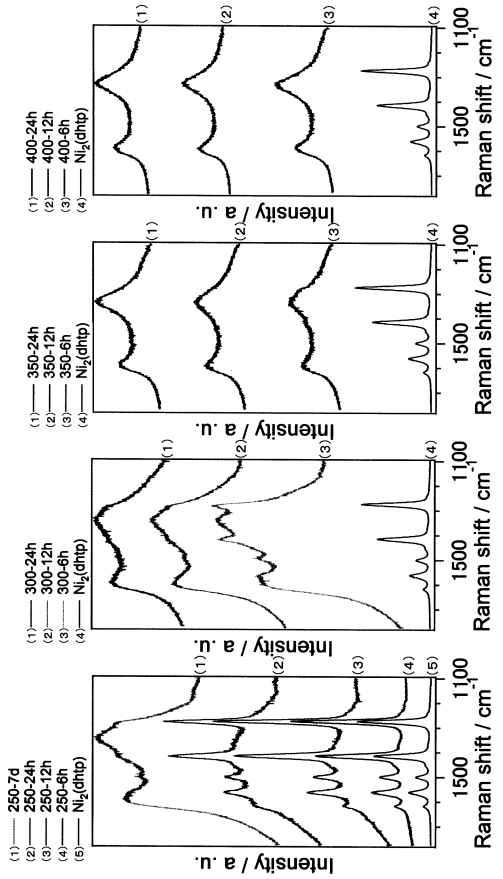 (1) 250-7d
(2) 250-24h
(3) 250-12h
(4) 250-6h
(5) Ni2(dhtp)
Intensity / a .u.
(1)
(2)
(3)
(4)
(5)
1500
1100
Raman shift / cm-1
(1) 300-24h
(2) 300-12h
(3) 300-6h
(4) Ni2(dhtp)
Intensity / a .u.
(1)
(2)
(3)
(4)
1500
1100
Raman shift / cm-1
(1) 350-24h
(2) 350-12h
(3) 350-6h
(4) Ni2(dhtp)
Intensity / a .u.
(1)
(2)
(3)
(4)
1500
1100
Raman shift / cm-1
(1) 400-24h
(2) 400-12h
(3) 400-6h
(4) Ni2(dhtp)
Intensity / a .u.
(1)
(2)
(3)
(4)
1500
1100
Raman shift / cm-1